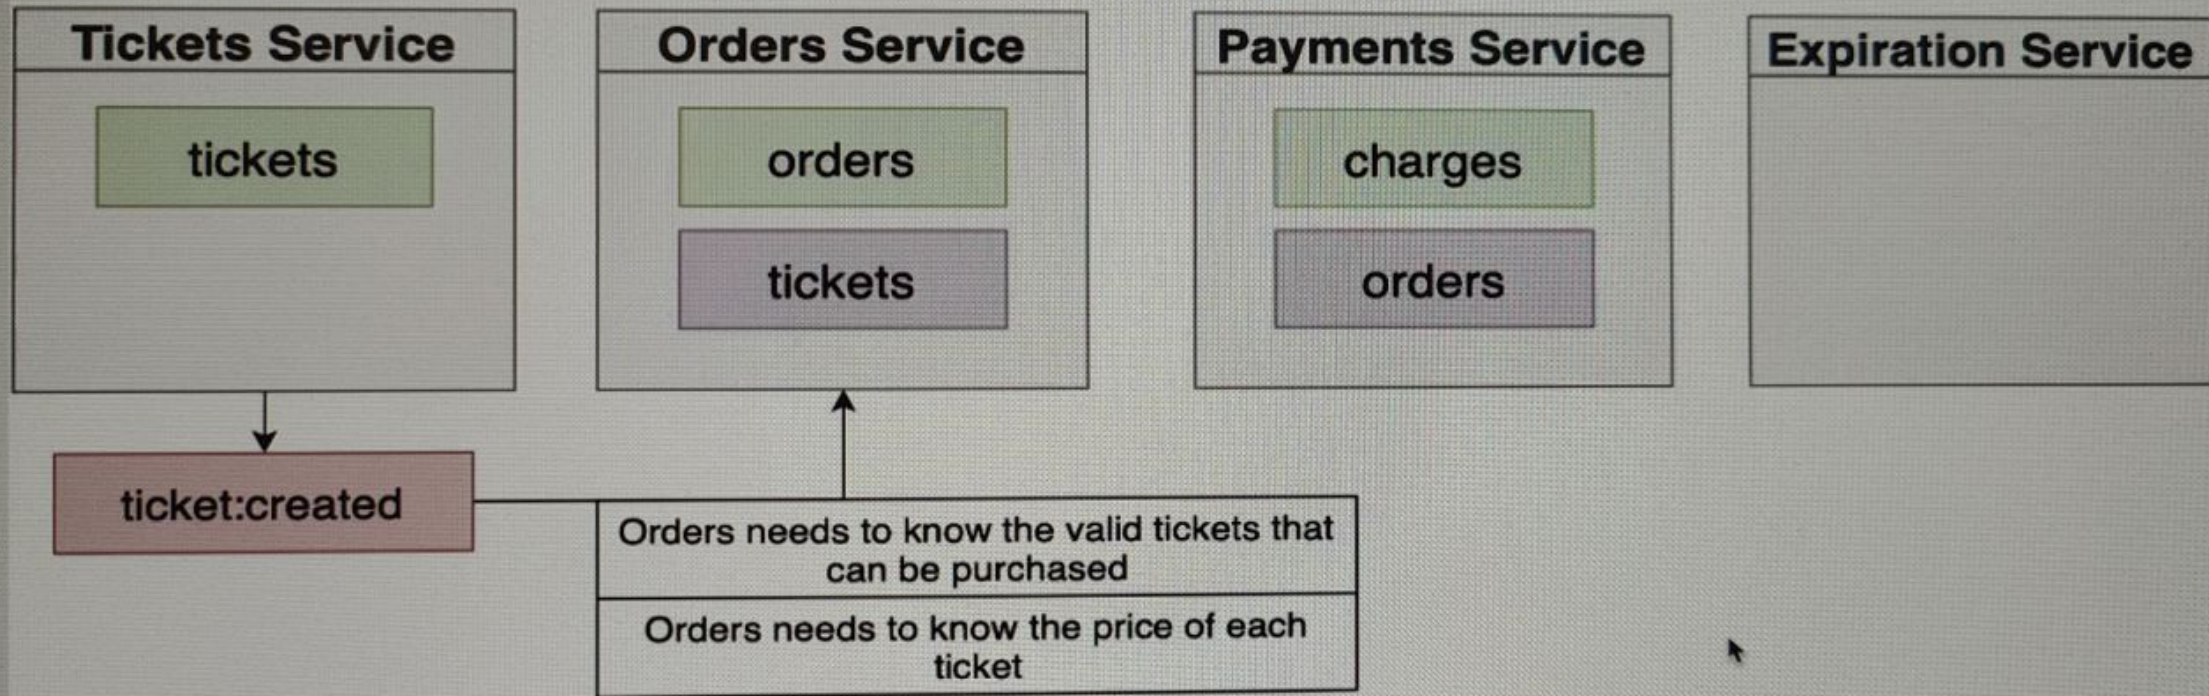 Tickets Service
tickets
Orders Service
orders
tickets
Payments Service
charges
orders
Expiration Service
ticket:created
Orders needs to know the valid tickets that
can be purchased
Orders needs to know the price of each
ticket